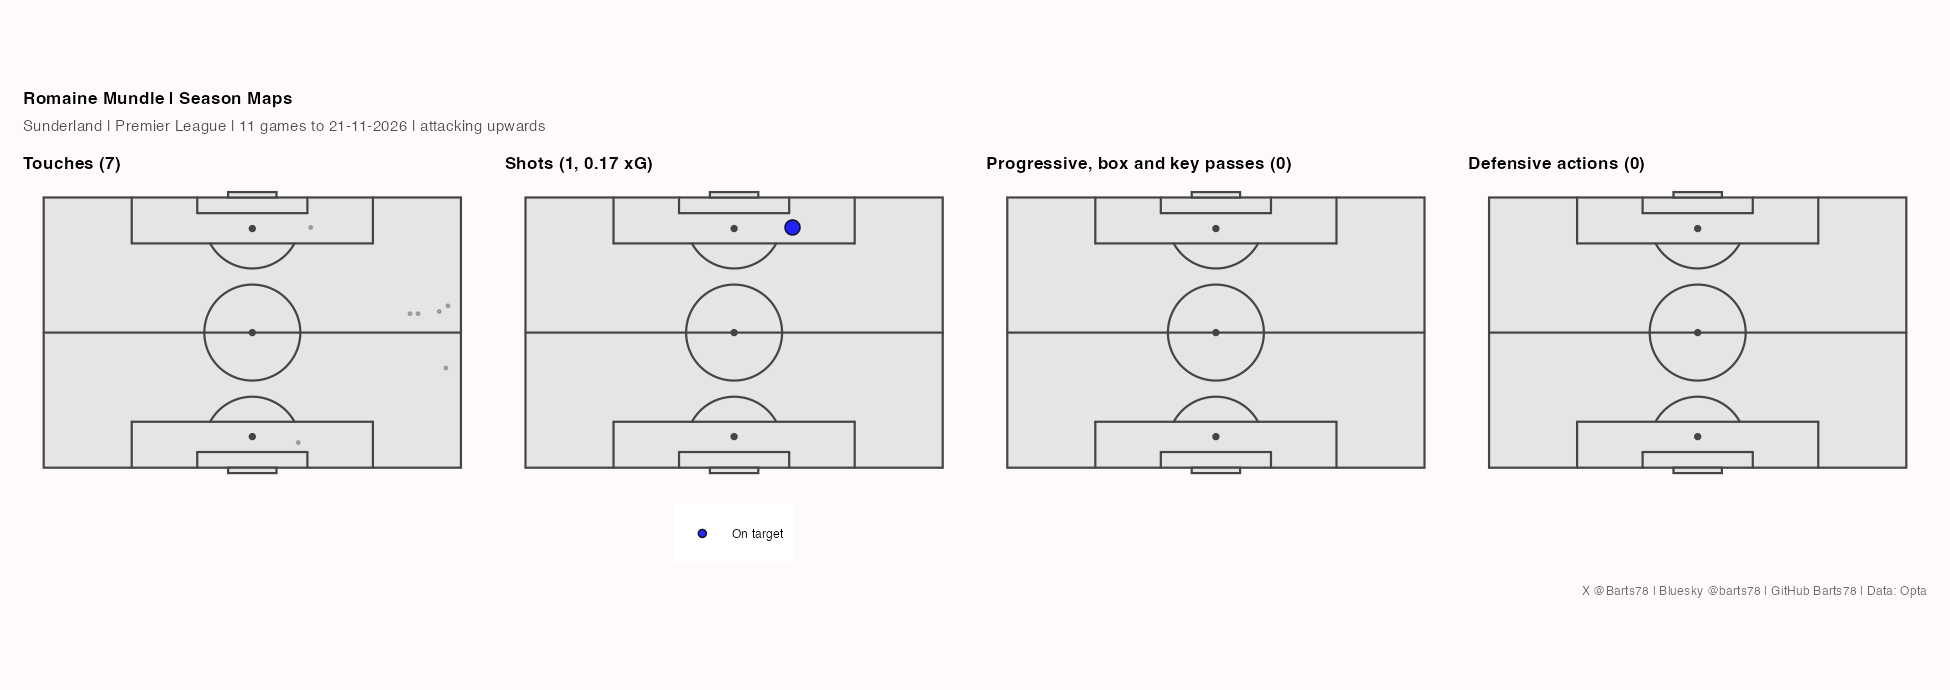 Romaine Mundle | Season Maps
Sunderland | Premier League | 11 games to 21-11-2026 | attacking upwards
Touches (7)
Shots (1, 0.17 xG)
Progressive, box and key passes (0)
Defensive actions (0)
On target
X @Barts78 | Bluesky @barts78 | GitHub Barts78 | Data: Opta